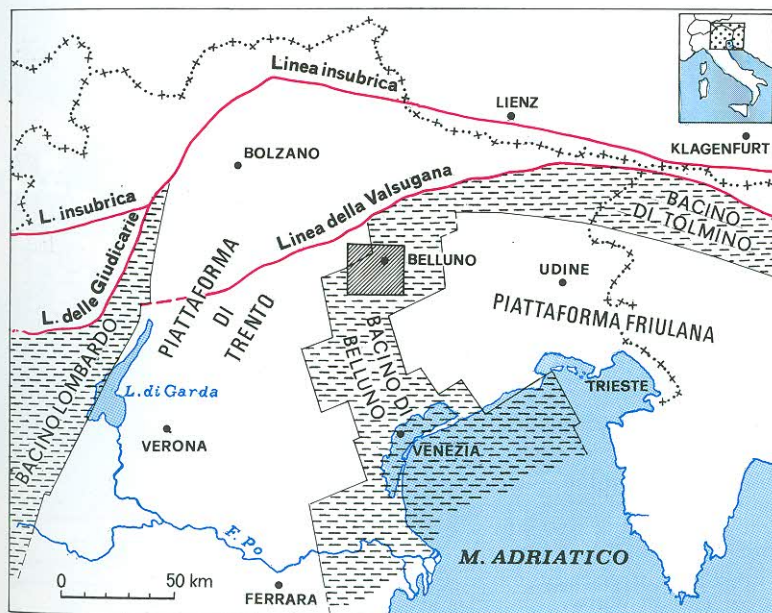 Linea insubrica
LIENZ
KLAGENFURT
BOLZANO
L. insubrica
Linea della Valsugana
BACINO
DI TOLMINO
L. delle Giudicarie
PIATTAFORMA
DI
TRENTO
BELLUNO
UDINE
PIATTAFORMA FRIULANA
BACINO LOMBARDO
L. di Garda
BACINO DI
BELLUNO
TRIESTE
VERONA
VENEZIA
F. Po
M. ADRIATICO
0 50 km
FERRARA